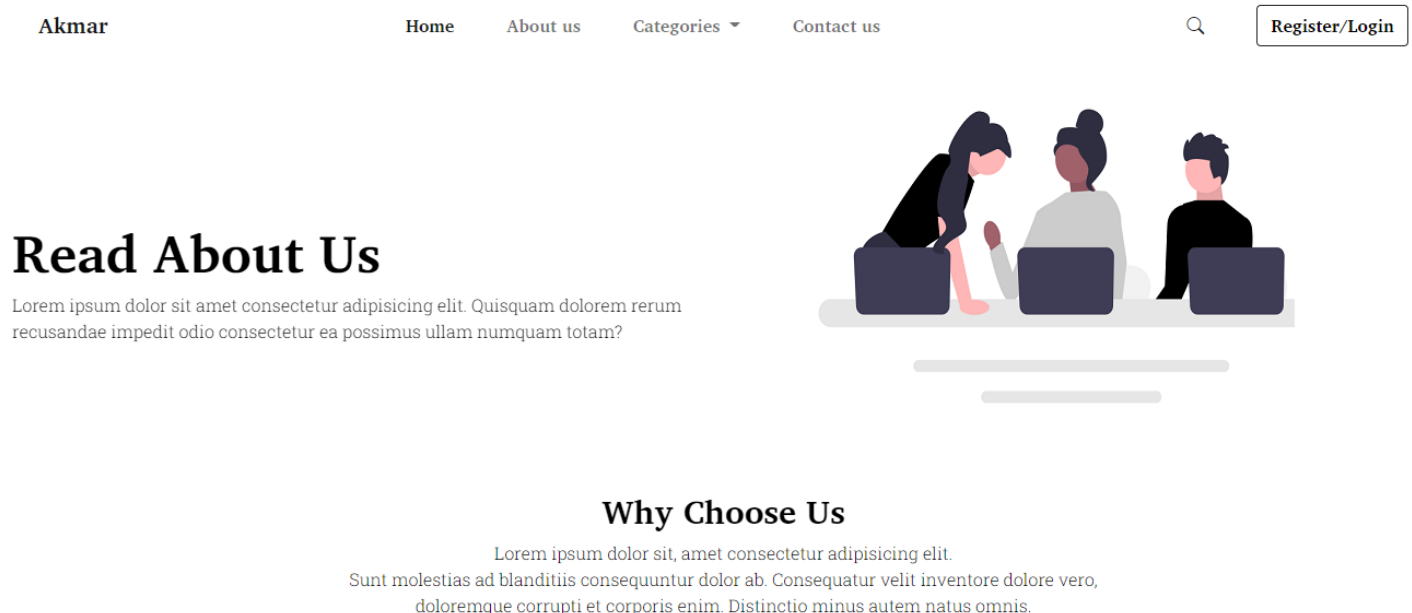 Akmar
Home
About us
Categories
Contact us
Register/Login
Read About Us
Lorem ipsum dolor sit amet consectetur adipisicing elit. Quisquam dolorem rerum
recusandae impedit odio consectetur ea possimus ullam numquam totam?
Why Choose Us
Lorem ipsum dolor sit, amet consectetur adipisicing elit.
Sunt molestias ad blanditiis consequuntur dolor ab. Consequatur velit inventore dolore vero,
doloremque corrupti et corporis enim. Distinctio minus autem natus omnis.